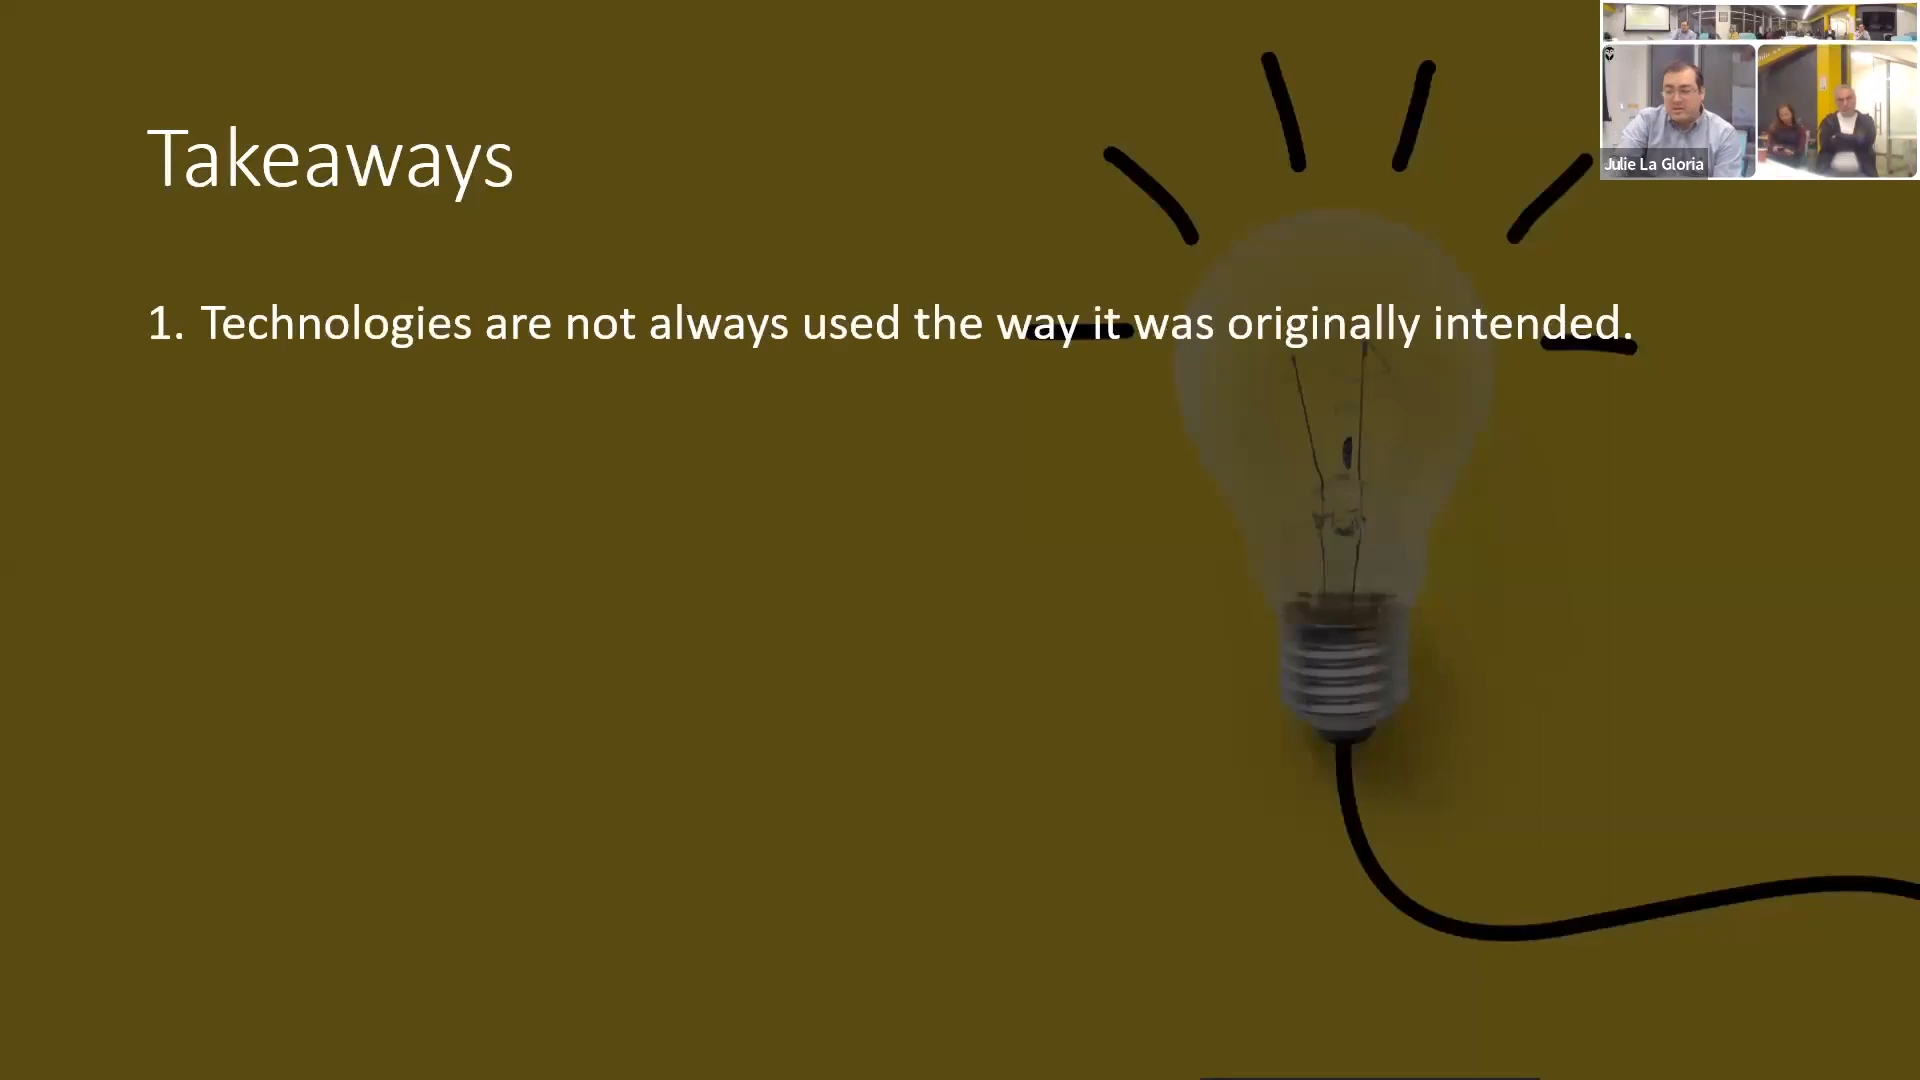 Takeaways
1. Technologies are not always used the way it was originally intended.
Julie La Gloria